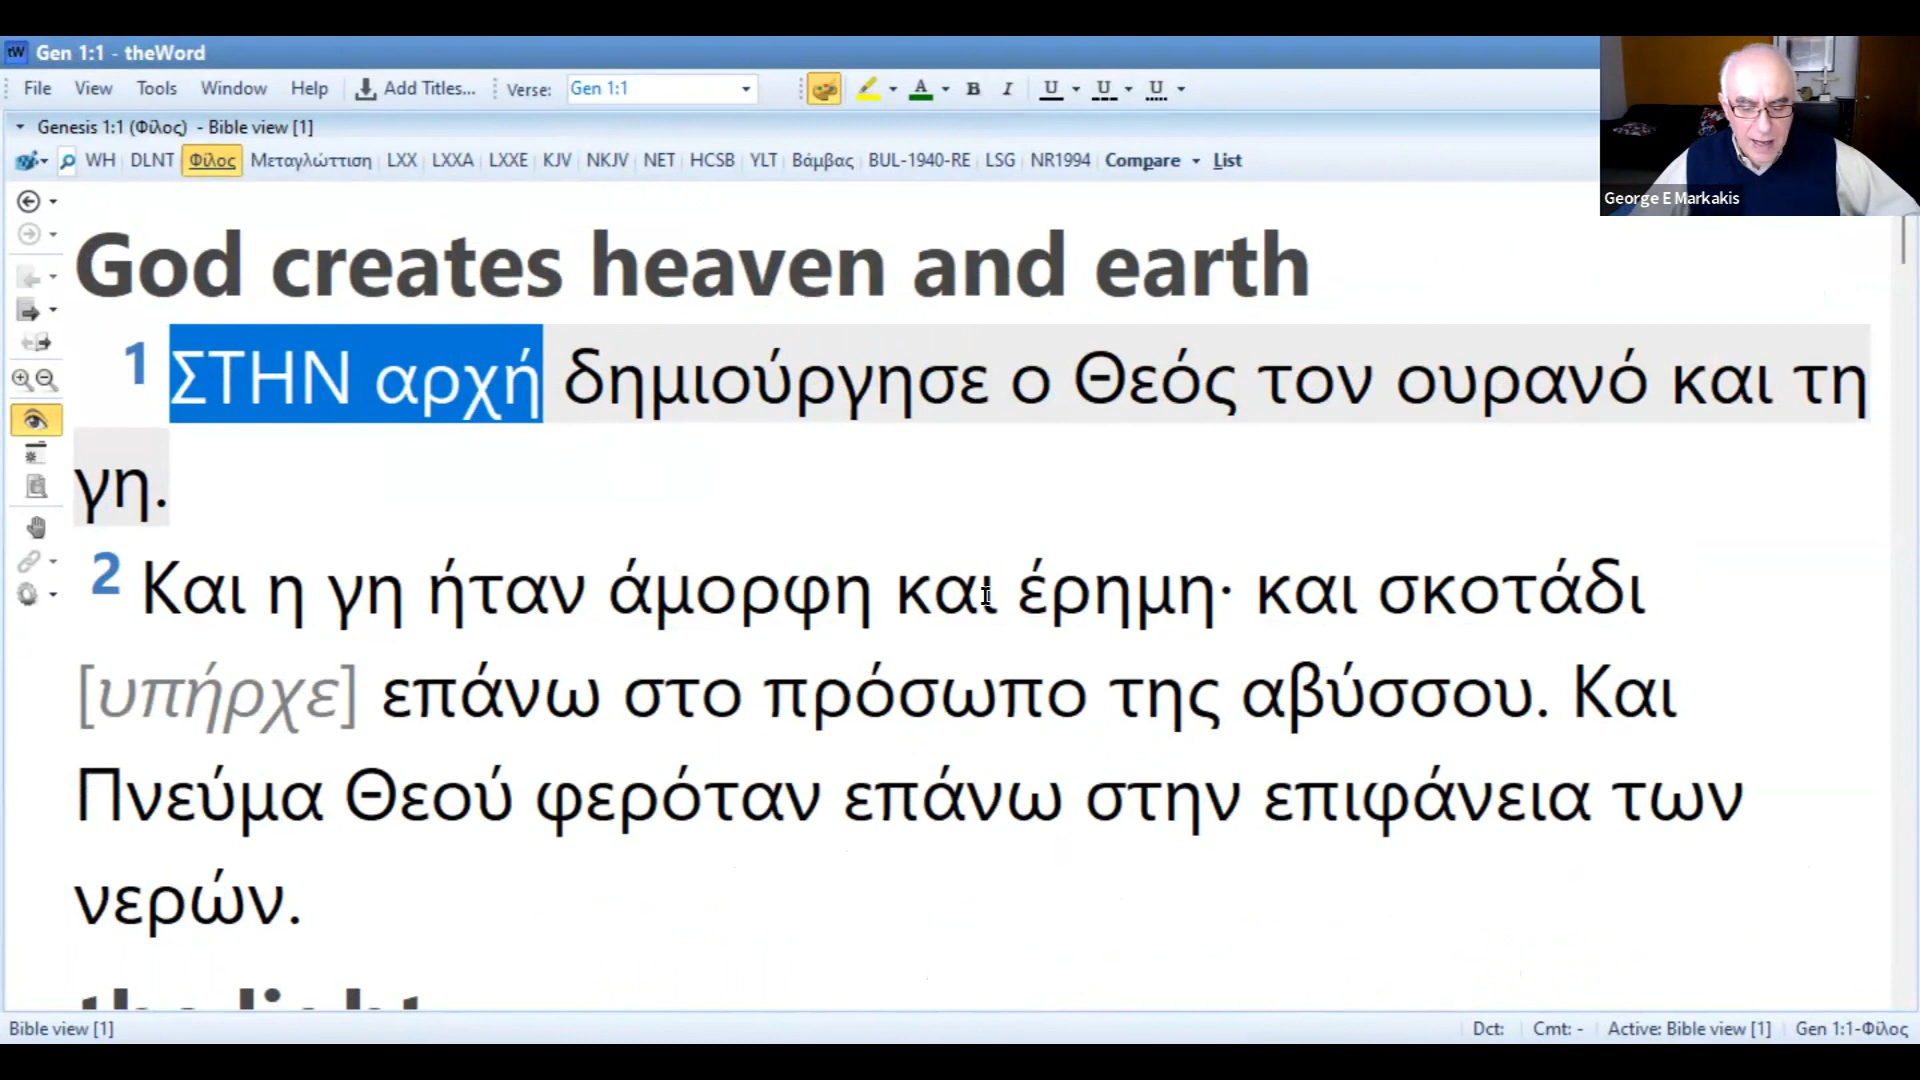 Gen 1:1 - theWord
File View Tools Window Help Add Titles... Verse: Gen 1:1 A B I U U U
Genesis 1:1 (Φίλος) - Bible view [1]
WH DLNT Φίλος Μεταγλώττιση LXX LXXA LXXE KJV NKJV NET HCSB YLT Βάμβας BUL-1940-RE LSG NR1994 Compare List
George E Markakis
God creates heaven and earth
1 ΣΤΗΝ αρχή δημιούργησε ο Θεός τον ουρανό και τη
γη.
2 Και η γη ήταν άμορφη και έρημη· και σκοτάδι
[υπήρχε] επάνω στο πρόσωπο της αβύσσου. Και
Πνεύμα Θεού φερόταν επάνω στην επιφάνεια των
νερών.
the light
Bible view [1] Dct: Cmt: - Active: Bible view [1] Gen 1:1-Φίλος